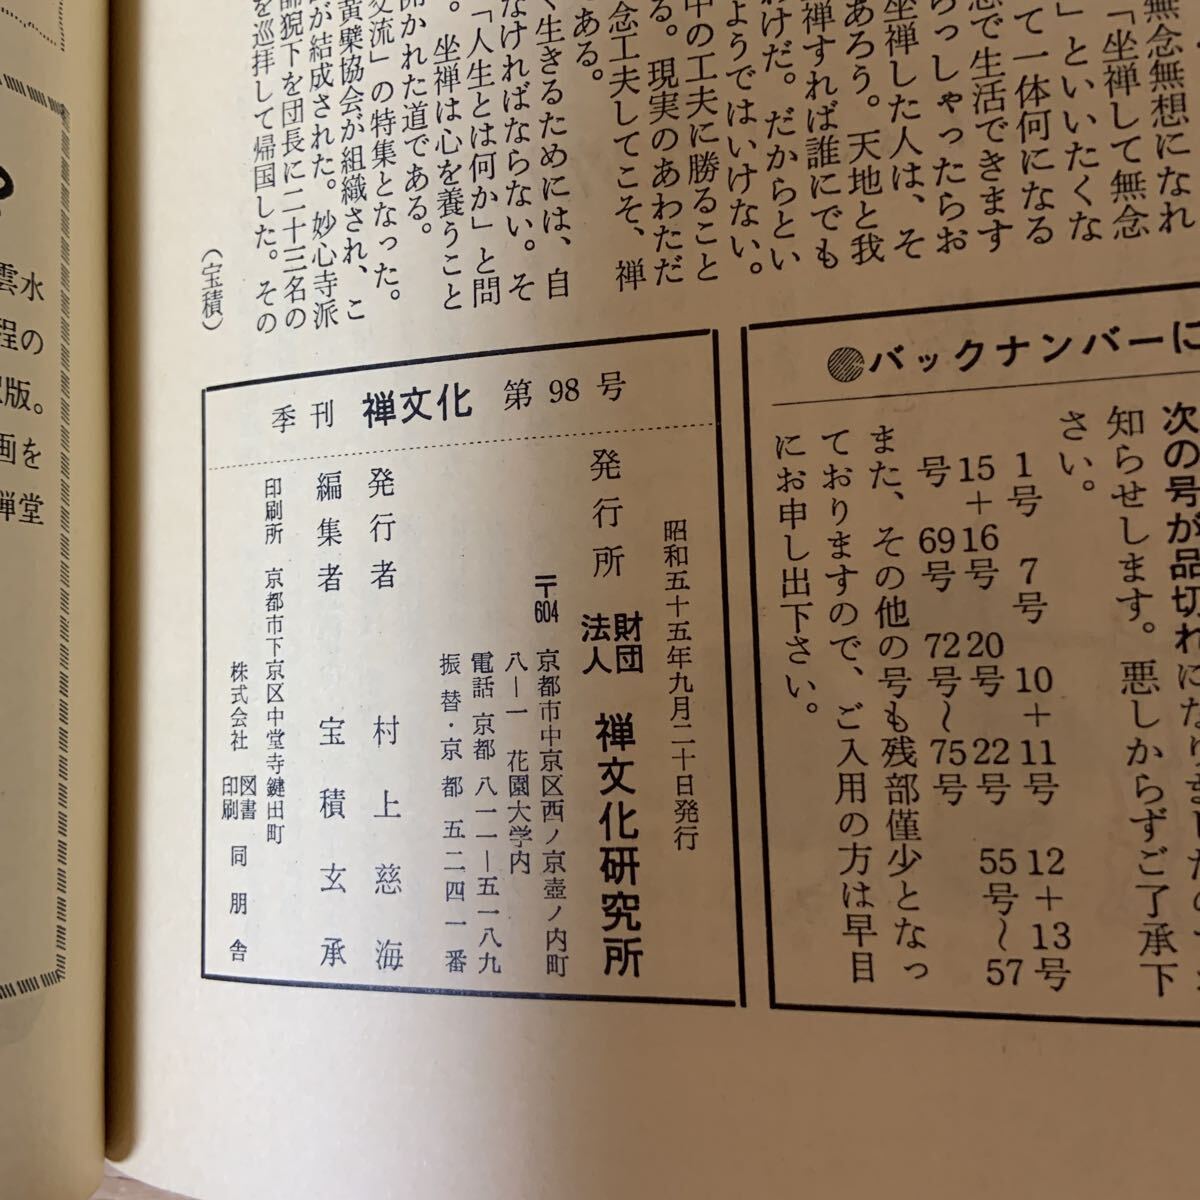 無念無想になれ
「坐禅して無念
」といいたくな
って一体何になる
念で生活できます
らっしゃったらお
坐禅した人は、そ
あろう。天地と我
禅すれば誰にでも
わけだ。だからとい
ようではいけない。
中の工夫に勝ること
る。現実のあわただ
念工夫してこそ、禅
である。
く生きるためには、自
なければならない。そ
「人生とは何か」と問
。坐禅は心を養うこと
開かれた道である。
交流」の特集となった。
黄檗協会が組織され、こ
が結成された。妙心寺派
師猊下を団長に二十三名の
を巡拝して帰国した。その
(宝積)
●バックナンバーに
次の号が品切れになりましたので
知らせします。悪しからずご了承下
さい。
1号 7号 10+11号 12+13号
15+16号 20号 22号 55号〜57
号 69号 72号〜75号
また、その他の号も残部僅少となっ
ておりますので、ご入用の方は早目
にお申し出下さい。
季刊 禅文化 第98号
昭和五十五年九月二十日発行
発行所 財団法人 禅文化研究所
〒604 京都市中京区西ノ京壺ノ内町
八—一 花園大学内
電話 京都 八一一—五一八九
振替・京都 五二四一番
発行者 村上慈海
編集者 宝積玄承
印刷所 京都市下京区中堂寺鍵田町
株式会社 図書印刷 同朋舎
雲水
程の
版。
画を
禅堂